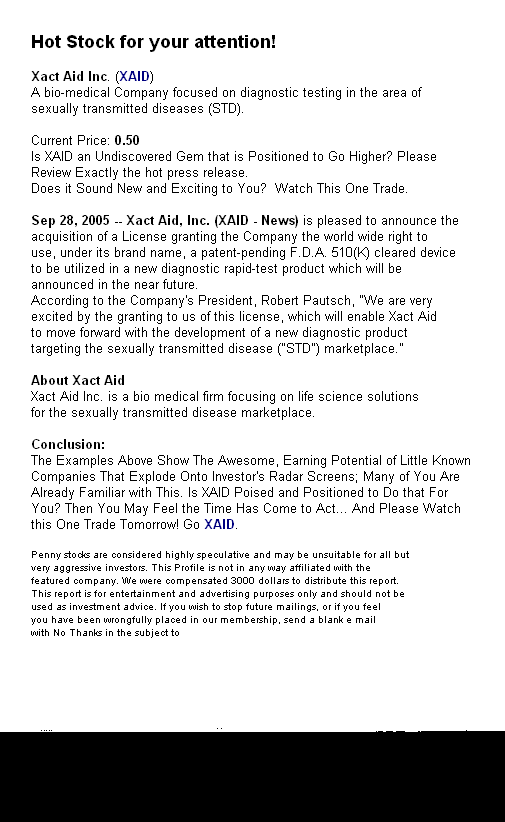 Hot Stock for your attention!
Xact Aid Inc. (XAID)
A bio-medical Company focused on diagnostic testing in the area of
sexually transmitted diseases (STD).
Current Price: 0.50
Is XAID an Undiscovered Gem that is Positioned to Go Higher? Please
Review Exactly the hot press release.
Does it Sound New and Exciting to You?  Watch This One Trade.
Sep 28, 2005 -- Xact Aid, Inc. (XAID - News) is pleased to announce the
acquisition of a License granting the Company the world wide right to
use, under its brand name, a patent-pending F.D.A. 510(K) cleared device
to be utilized in a new diagnostic rapid-test product which will be
announced in the near future.
According to the Company's President, Robert Pautsch, "We are very
excited by the granting to us of this license, which will enable Xact Aid
to move forward with the development of a new diagnostic product
targeting the sexually transmitted disease ("STD") marketplace."
About Xact Aid
Xact Aid Inc. is a bio medical firm focusing on life science solutions
for the sexually transmitted disease marketplace.
Conclusion:
The Examples Above Show The Awesome, Earning Potential of Little Known
Companies That Explode Onto Investor's Radar Screens; Many of You Are
Already Familiar with This. Is XAID Poised and Positioned to Do that For
You? Then You May Feel the Time Has Come to Act... And Please Watch
this One Trade Tomorrow! Go XAID.
Penny stocks are considered highly speculative and may be unsuitable for all but
very aggressive investors. This Profile is not in any way affiliated with the
featured company. We were compensated 3000 dollars to distribute this report.
This report is for entertainment and advertising purposes only and should not be
used as investment advice. If you wish to stop future mailings, or if you feel
you have been wrongfully placed in our membership, send a blank e mail
with No Thanks in the subject to